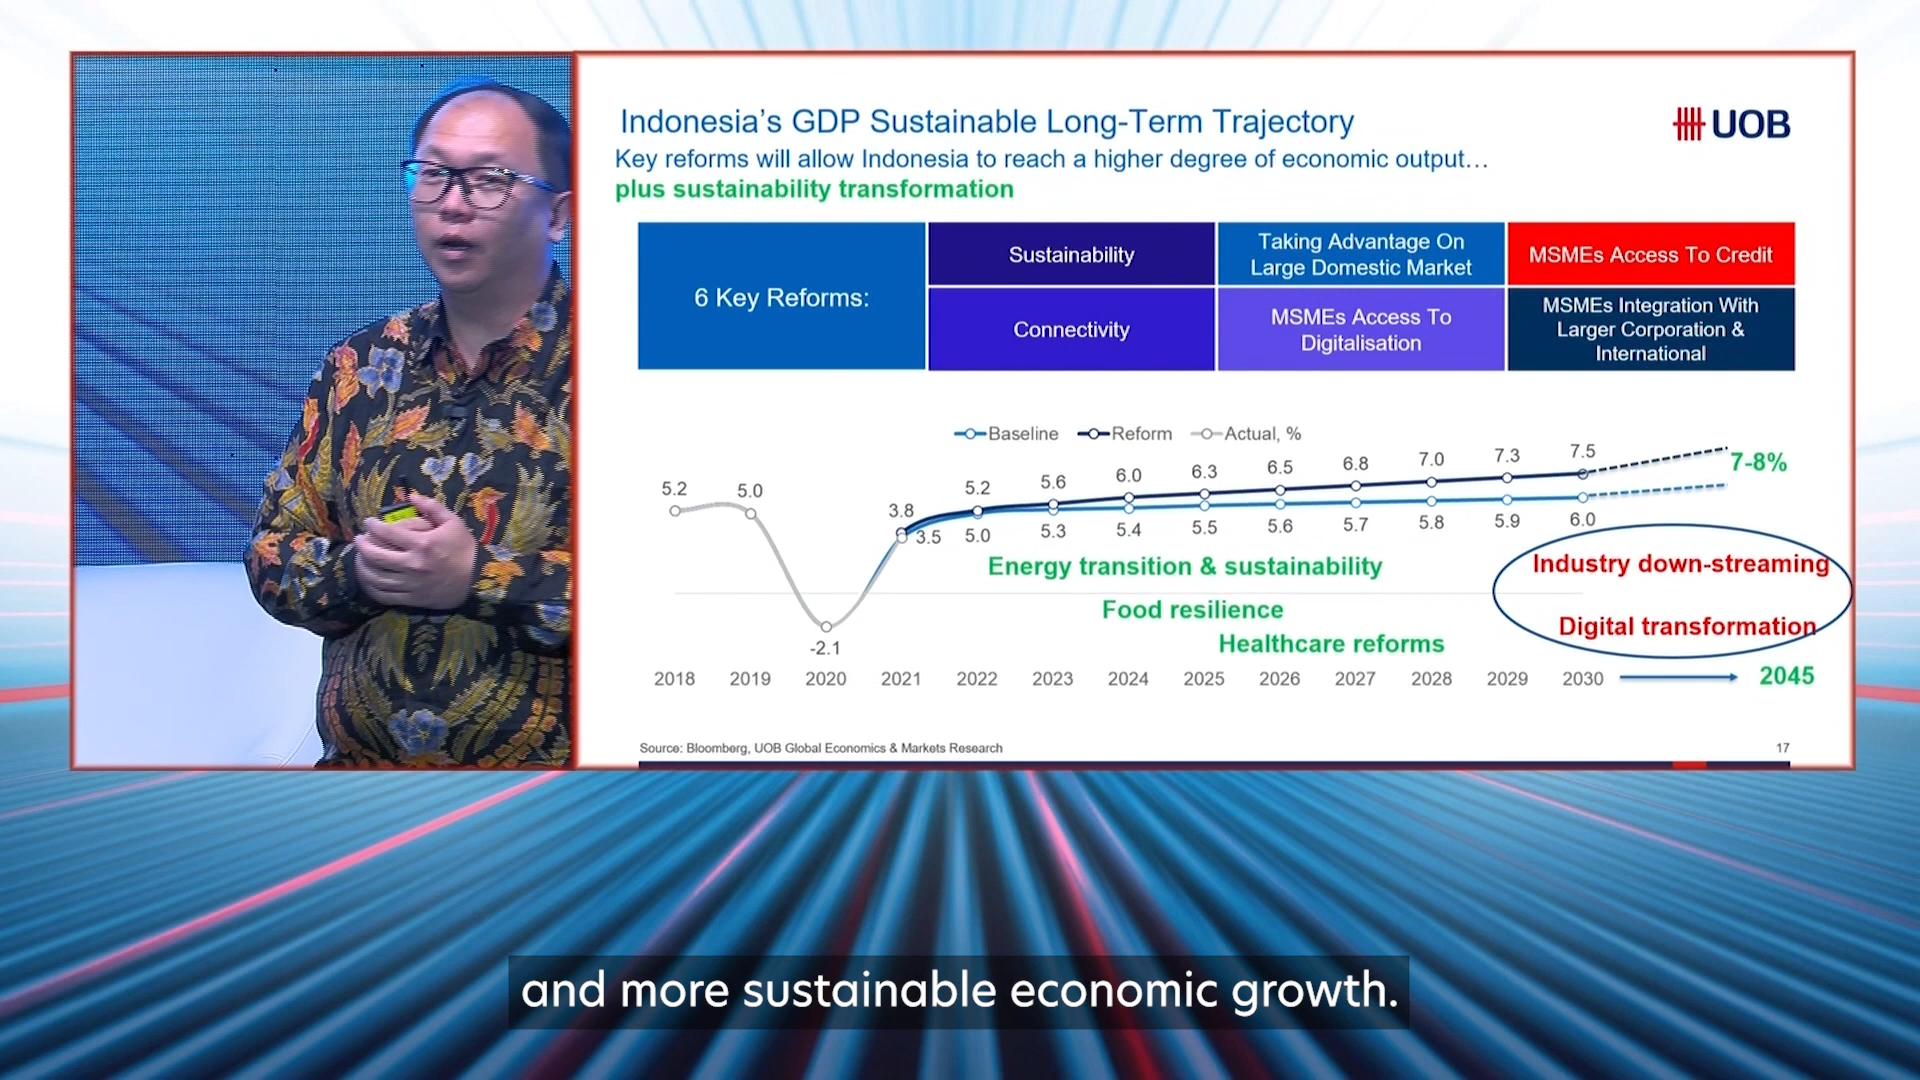 Indonesia's GDP Sustainable Long-Term Trajectory
UOB
Key reforms will allow Indonesia to reach a higher degree of economic output…
plus sustainability transformation
6 Key Reforms:
Sustainability
Taking Advantage On
Large Domestic Market
MSMEs Access To Credit
Connectivity
MSMEs Access To
Digitalisation
MSMEs Integration With
Larger Corporation &
International
Baseline Reform Actual, %
5.2 5.0 -2.1 3.8 5.2 5.6 6.0 6.3 6.5 6.8 7.0 7.3 7.5
7-8%
3.5 5.0 5.3 5.4 5.5 5.6 5.7 5.8 5.9 6.0
Energy transition & sustainability
Industry down-streaming
Food resilience
Digital transformation
Healthcare reforms
2018 2019 2020 2021 2022 2023 2024 2025 2026 2027 2028 2029 2030 2045
Source: Bloomberg, UOB Global Economics & Markets Research
17
and more sustainable economic growth.